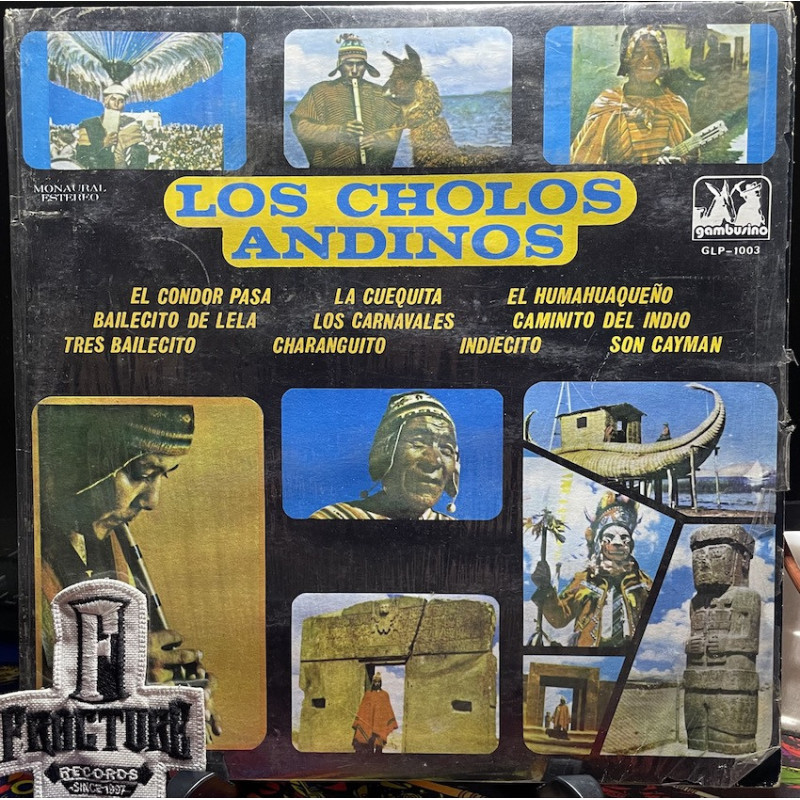 MONAURAL
ESTEREO
LOS CHOLOS
ANDINOS
gambusino
GLP-1003
EL CONDOR PASA LA CUEQUITA EL HUMAHUAQUEÑO
BAILECITO DE LELA LOS CARNAVALES CAMINITO DEL INDIO
TRES BAILECITO CHARANGUITO INDIECITO SON CAYMAN
FRACTURE
RECORDS
SINCE 1997